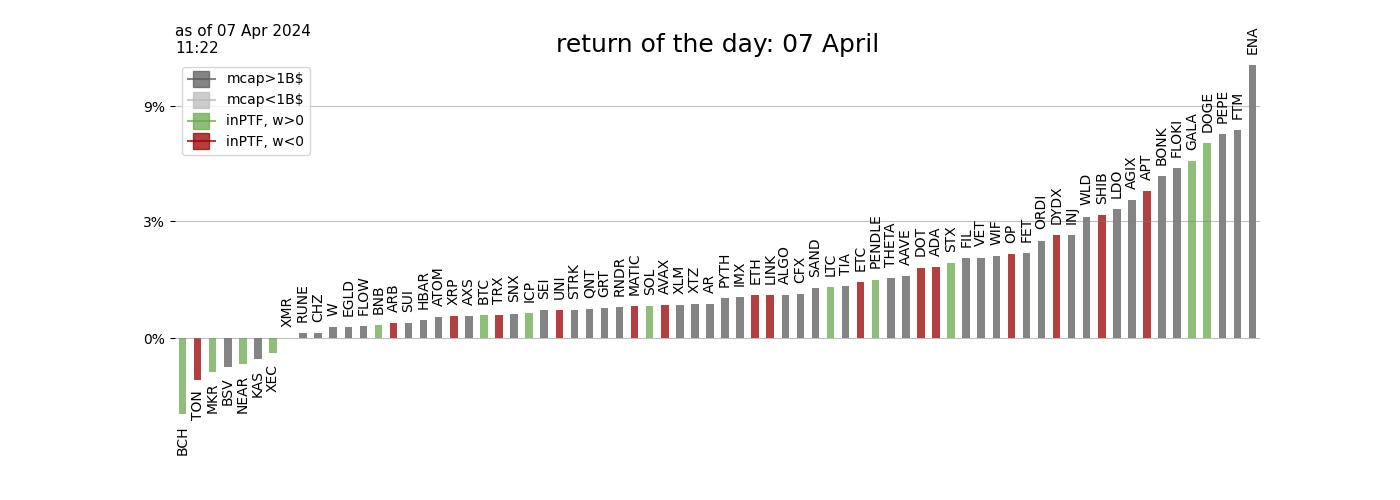 as of 07 Apr 2024
11:22
return of the day: 07 April
mcap>1B$
mcap<1B$
inPTF, w>0
inPTF, w<0
9%
3%
0%
BCH
TON
MKR
BSV
NEAR
KAS
XEC
XMR
RUNE
CHZ
W
EGLD
FLOW
BNB
ARB
SUI
HBAR
ATOM
XRP
AXS
BTC
TRX
SNX
ICP
SEI
UNI
STRK
QNT
GRT
RNDR
MATIC
SOL
AVAX
XLM
XTZ
AR
PYTH
IMX
ETH
LINK
ALGO
CFX
SAND
LTC
TIA
ETC
PENDLE
THETA
AAVE
DOT
ADA
STX
FIL
VET
WIF
OP
FET
ORDI
DYDX
INJ
WLD
SHIB
LDO
AGIX
APT
BONK
FLOKI
GALA
DOGE
PEPE
FTM
ENA